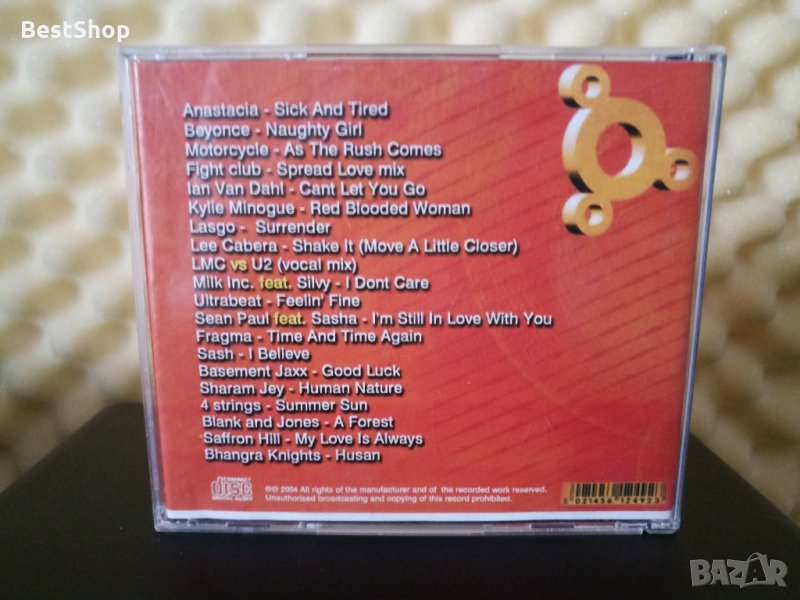 BestShop
Anastacia - Sick And Tired
Beyonce - Naughty Girl
Motorcycle - As The Rush Comes
Fight club - Spread Love mix
Ian Van Dahl - Cant Let You Go
Kylie Minogue - Red Blooded Woman
Lasgo - Surrender
Lee Cabera - Shake It (Move A Little Closer)
LMC vs U2 (vocal mix)
Milk Inc. feat. Silvy - I Dont Care
Ultrabeat - Feelin' Fine
Sean Paul feat. Sasha - I'm Still In Love With You
Fragma - Time And Time Again
Sash - I Believe
Basement Jaxx - Good Luck
Sharam Jey - Human Nature
4 strings - Summer Sun
Blank and Jones - A Forest
Saffron Hill - My Love Is Always
Bhangra Knights - Husan
COMPACT
disc
DIGITAL AUDIO
℗© 2004 All rights of the manufacturer and of the recorded work reserved.
Unauthorised broadcasting and copying of this record prohibited.
5 021456 124923
BAZAR